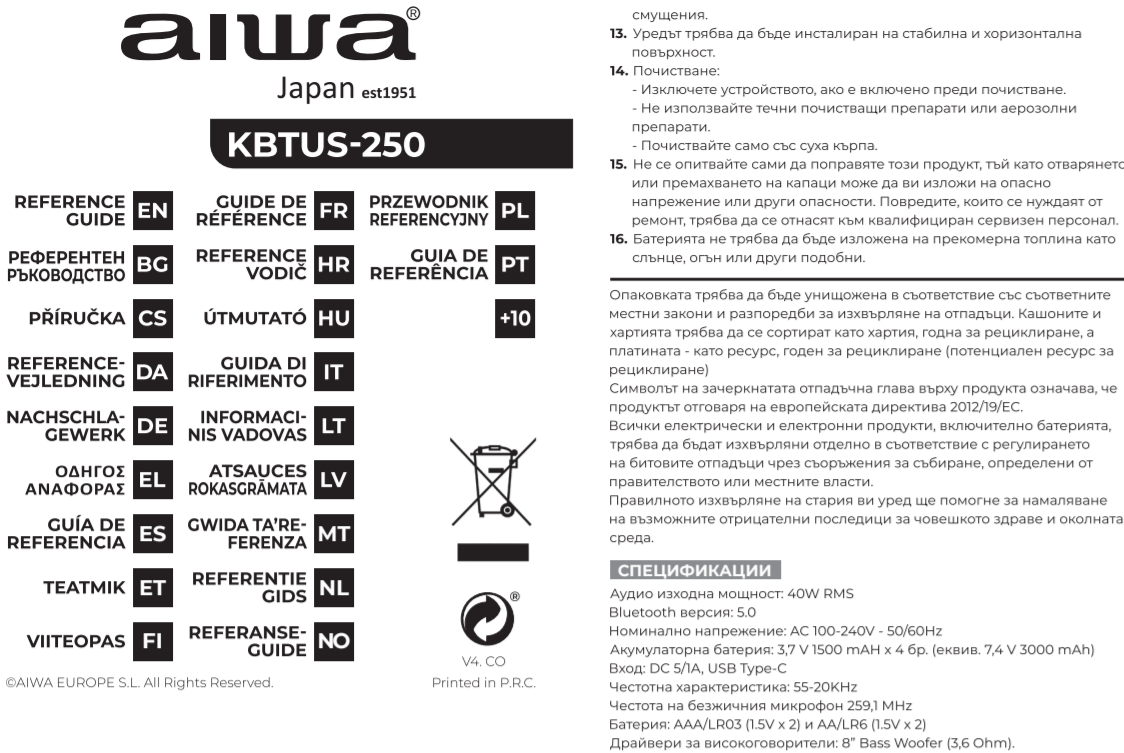 aiwa®
Japan est1951
KBTUS-250
REFERENCE
GUIDE EN
РЕФЕРЕНТЕН
РЪКОВОДСТВО BG
PŘÍRUČKA CS
REFERENCE-
VEJLEDNING DA
NACHSCHLA-
GEWERK DE
ΟΔΗΓΟΣ
ΑΝΑΦΟΡΑΣ EL
GUÍA DE
REFERENCIA ES
TEATMIK ET
VIITEOPAS FI
GUIDE DE
RÉFÉRENCE FR
REFERENCE
VODIČ HR
ÚTMUTATÓ HU
GUIDA DI
RIFERIMENTO IT
INFORMACI-
NIS VADOVAS LT
ATSAUCES
ROKASGRĀMATA LV
GWIDA TA’RE-
FERENZA MT
REFERENTIE
GIDS NL
REFERANSE-
GUIDE NO
PRZEWODNIK
REFERENCYJNY PL
GUIA DE
REFERÊNCIA PT
+10
®
V4. CO
©AIWA EUROPE S.L. All Rights Reserved.
Printed in P.R.C.
смущения.
13. Уредът трябва да бъде инсталиран на стабилна и хоризонтална
повърхност.
14. Почистване:
- Изключете устройството, ако е включено преди почистване.
- Не използвайте течни почистващи препарати или аерозолни
препарати.
- Почиствайте само със суха кърпа.
15. Не се опитвайте сами да поправяте този продукт, тъй като отварянето
или премахването на капаци може да ви изложи на опасно
напрежение или други опасности. Повредите, които се нуждаят от
ремонт, трябва да се отнасят към квалифициран сервизен персонал.
16. Батерията не трябва да бъде изложена на прекомерна топлина като
слънце, огън или други подобни.
Опаковката трябва да бъде унищожена в съответствие със съответните
местни закони и разпоредби за изхвърляне на отпадъци. Кашоните и
хартията трябва да се сортират като хартия, годна за рециклиране, а
платината - като ресурс, годен за рециклиране (потенциален ресурс за
рециклиране)
Символът на зачеркнатата отпадъчна глава върху продукта означава, че
продуктът отговаря на европейската директива 2012/19/EC.
Всички електрически и електронни продукти, включително батерията,
трябва да бъдат изхвърляни отделно в съответствие с регулирането
на битовите отпадъци чрез съоръжения за събиране, определени от
правителството или местните власти.
Правилното изхвърляне на стария ви уред ще помогне за намаляване
на възможните отрицателни последици за човешкото здраве и околната
среда.
СПЕЦИФИКАЦИИ
Аудио изходна мощност: 40W RMS
Bluetooth версия: 5.0
Номинално напрежение: AC 100-240V - 50/60Hz
Акумулаторна батерия: 3,7 V 1500 mAH x 4 бр. (еквив. 7,4 V 3000 mAh)
Вход: DC 5/1A, USB Type-C
Честотна характеристика: 55-20KHz
Честота на безжичния микрофон 259,1 MHz
Батерия: AAA/LR03 (1.5V x 2) и AA/LR6 (1.5V x 2)
Драйвери за високоговорители: 8” Bass Woofer (3,6 Ohm).